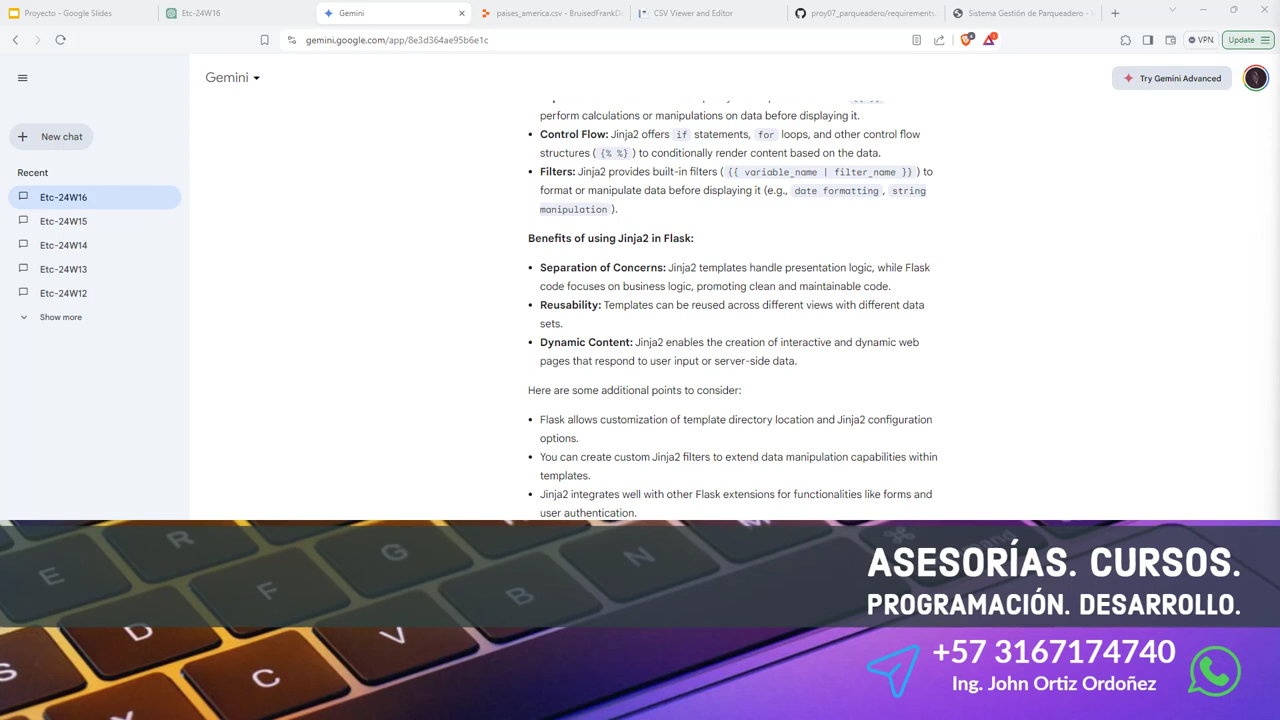 Proyecto - Google Slides
Etc-24W16
Gemini
paises_america.csv - BruisedFrankD
CSV Viewer and Editor
proy07_parqueadero/requirements.
Sistema Gestión de Parqueadero -
gemini.google.com/app/8e3d364ae95b6e1c
VPN
Update
Gemini
Try Gemini Advanced
New chat
Recent
Etc-24W16
Etc-24W15
Etc-24W14
Etc-24W13
Etc-24W12
Show more
perform calculations or manipulations on data before displaying it.
Control Flow: Jinja2 offers if statements, for loops, and other control flow
structures ( {% %} ) to conditionally render content based on the data.
Filters: Jinja2 provides built-in filters ( {{ variable_name | filter_name }} ) to
format or manipulate data before displaying it (e.g., date formatting , string
manipulation ).
Benefits of using Jinja2 in Flask:
Separation of Concerns: Jinja2 templates handle presentation logic, while Flask
code focuses on business logic, promoting clean and maintainable code.
Reusability: Templates can be reused across different views with different data
sets.
Dynamic Content: Jinja2 enables the creation of interactive and dynamic web
pages that respond to user input or server-side data.
Here are some additional points to consider:
Flask allows customization of template directory location and Jinja2 configuration
options.
You can create custom Jinja2 filters to extend data manipulation capabilities within
templates.
Jinja2 integrates well with other Flask extensions for functionalities like forms and
user authentication.
E R D F G C V B N
ASESORÍAS. CURSOS.
PROGRAMACIÓN. DESARROLLO.
+57 3167174740
Ing. John Ortiz Ordoñez